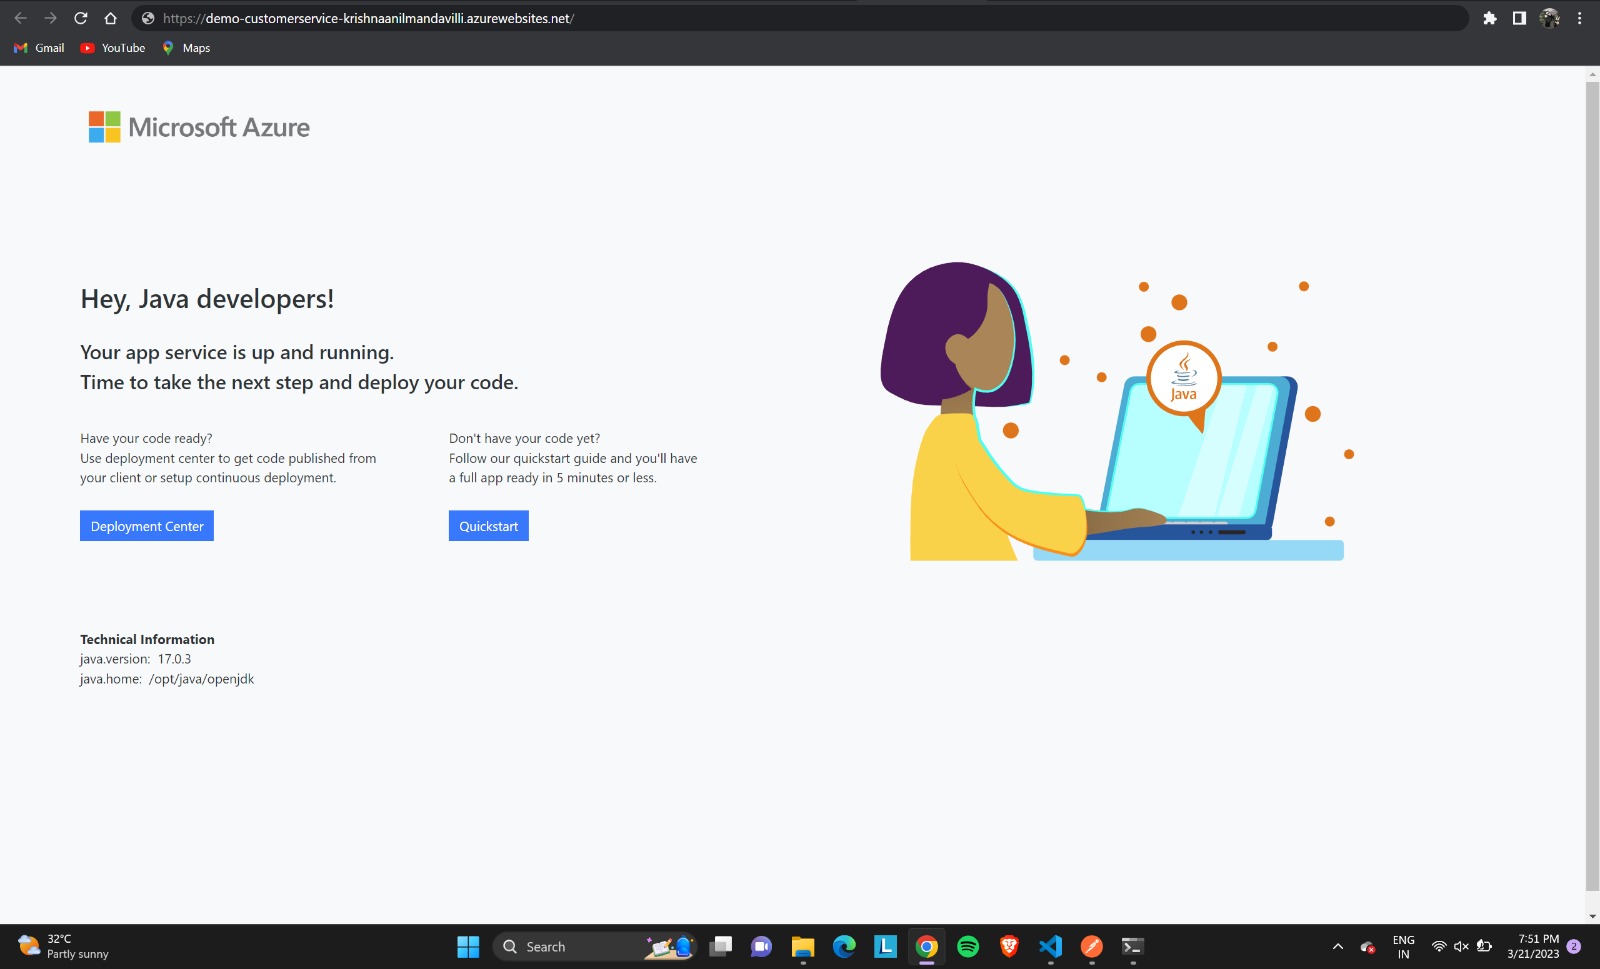 https://demo-customerservice-krishnaanilmandavilli.azurewebsites.net/
Gmail YouTube Maps
Microsoft Azure
Hey, Java developers!
Your app service is up and running.
Time to take the next step and deploy your code.
Have your code ready?
Use deployment center to get code published from
your client or setup continuous deployment.
Deployment Center
Don't have your code yet?
Follow our quickstart guide and you'll have
a full app ready in 5 minutes or less.
Quickstart
Java
Technical Information
java.version: 17.0.3
java.home: /opt/java/openjdk
32°C
Partly sunny
Search
L
ENG
IN
7:51 PM
3/21/2023
2